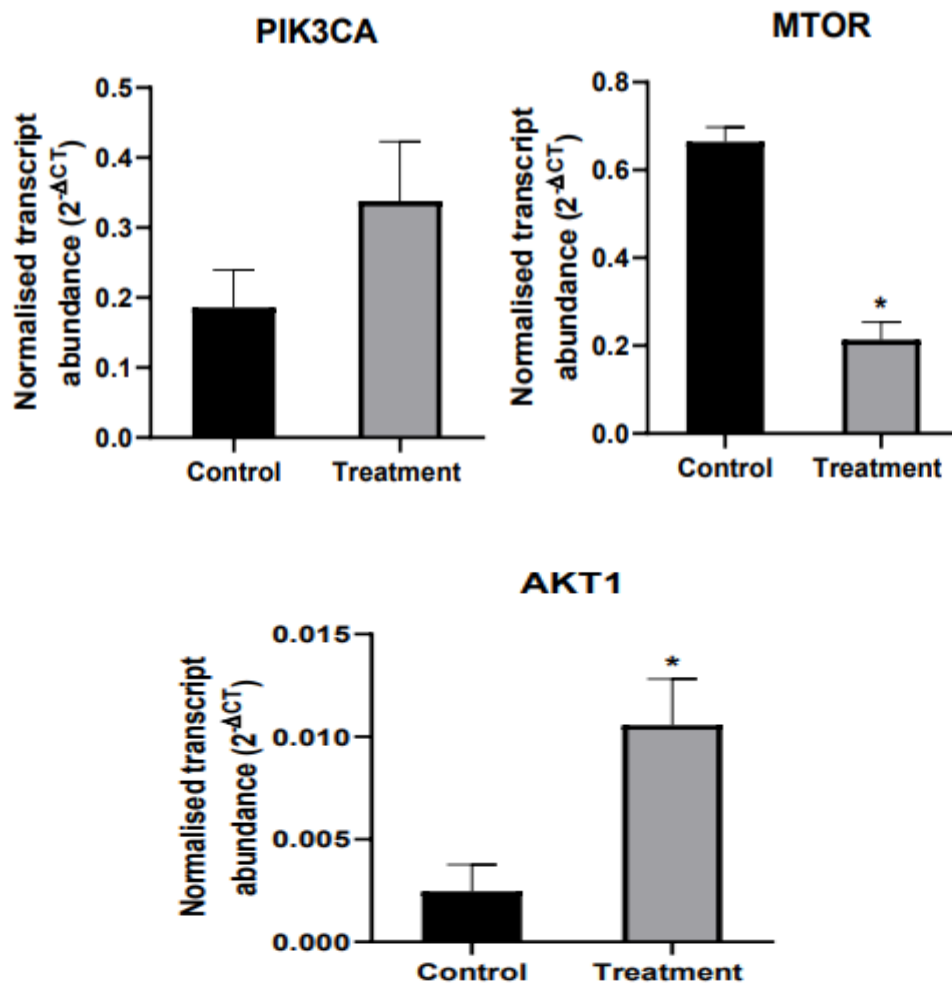 PIK3CA
Normalised transcript
abundance (2^-ΔCT)
0.5
0.4
0.3
0.2
0.1
0.0
Control Treatment
MTOR
Normalised transcript
abundance (2^-ΔCT)
0.8
0.6
0.4
0.2
0.0
*
Control Treatment
AKT1
Normalised transcript
abundance (2^-ΔCT)
0.015
0.010
0.005
0.000
*
Control Treatment